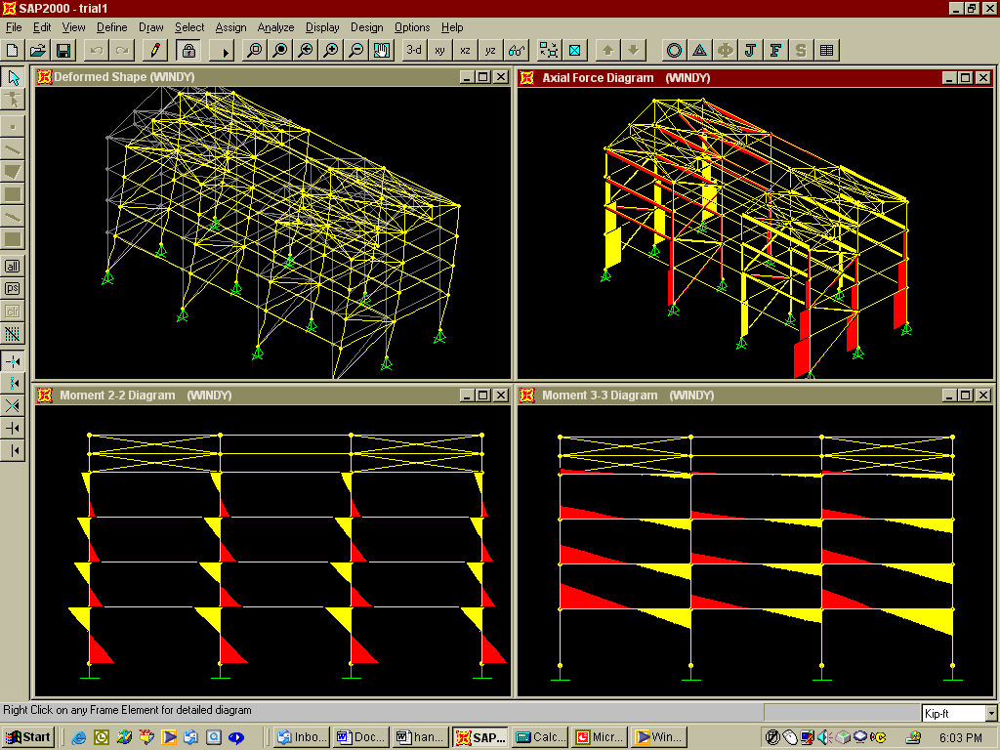 SAP2000 - trial1
File Edit View Define Draw Select Assign Analyze Display Design Options Help
3-d xy xz yz J F S
Deformed Shape (WINDY)
Axial Force Diagram (WINDY)
all
ps
clr
Moment 2-2 Diagram (WINDY)
Moment 3-3 Diagram (WINDY)
Right Click on any Frame Element for detailed diagram
Kip-ft
Start Inbo... Doc... han... SAP... Calc... Micr... Win... 6:03 PM